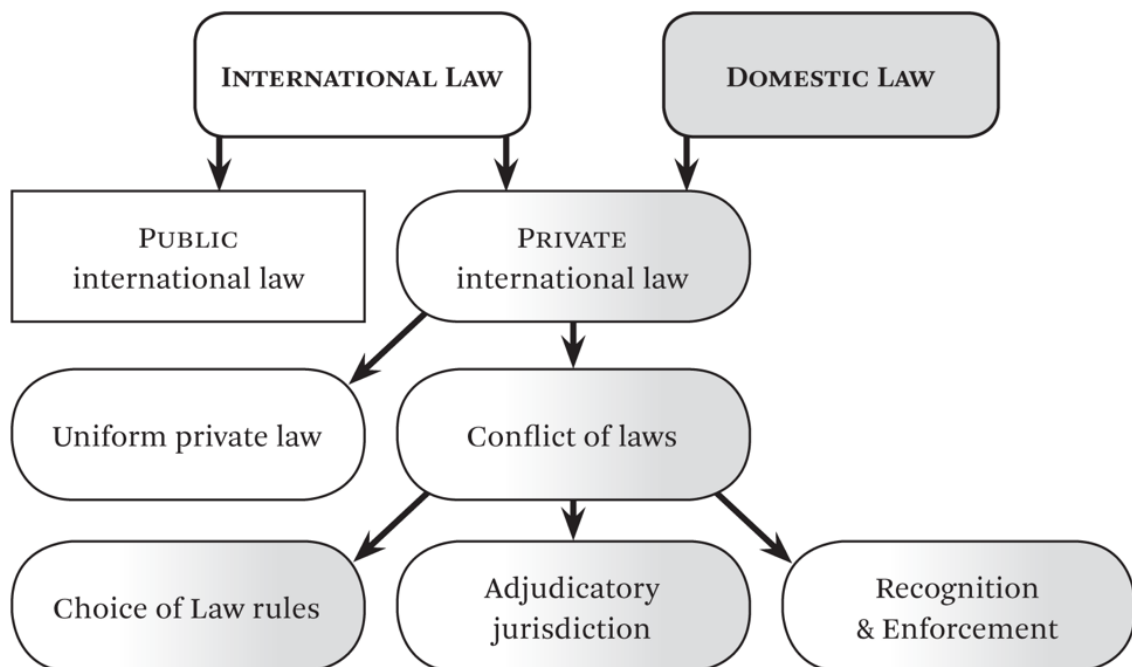 INTERNATIONAL LAW
DOMESTIC LAW
PUBLIC
international law
PRIVATE
international law
Uniform private law
Conflict of laws
Choice of Law rules
Adjudicatory
jurisdiction
Recognition
& Enforcement